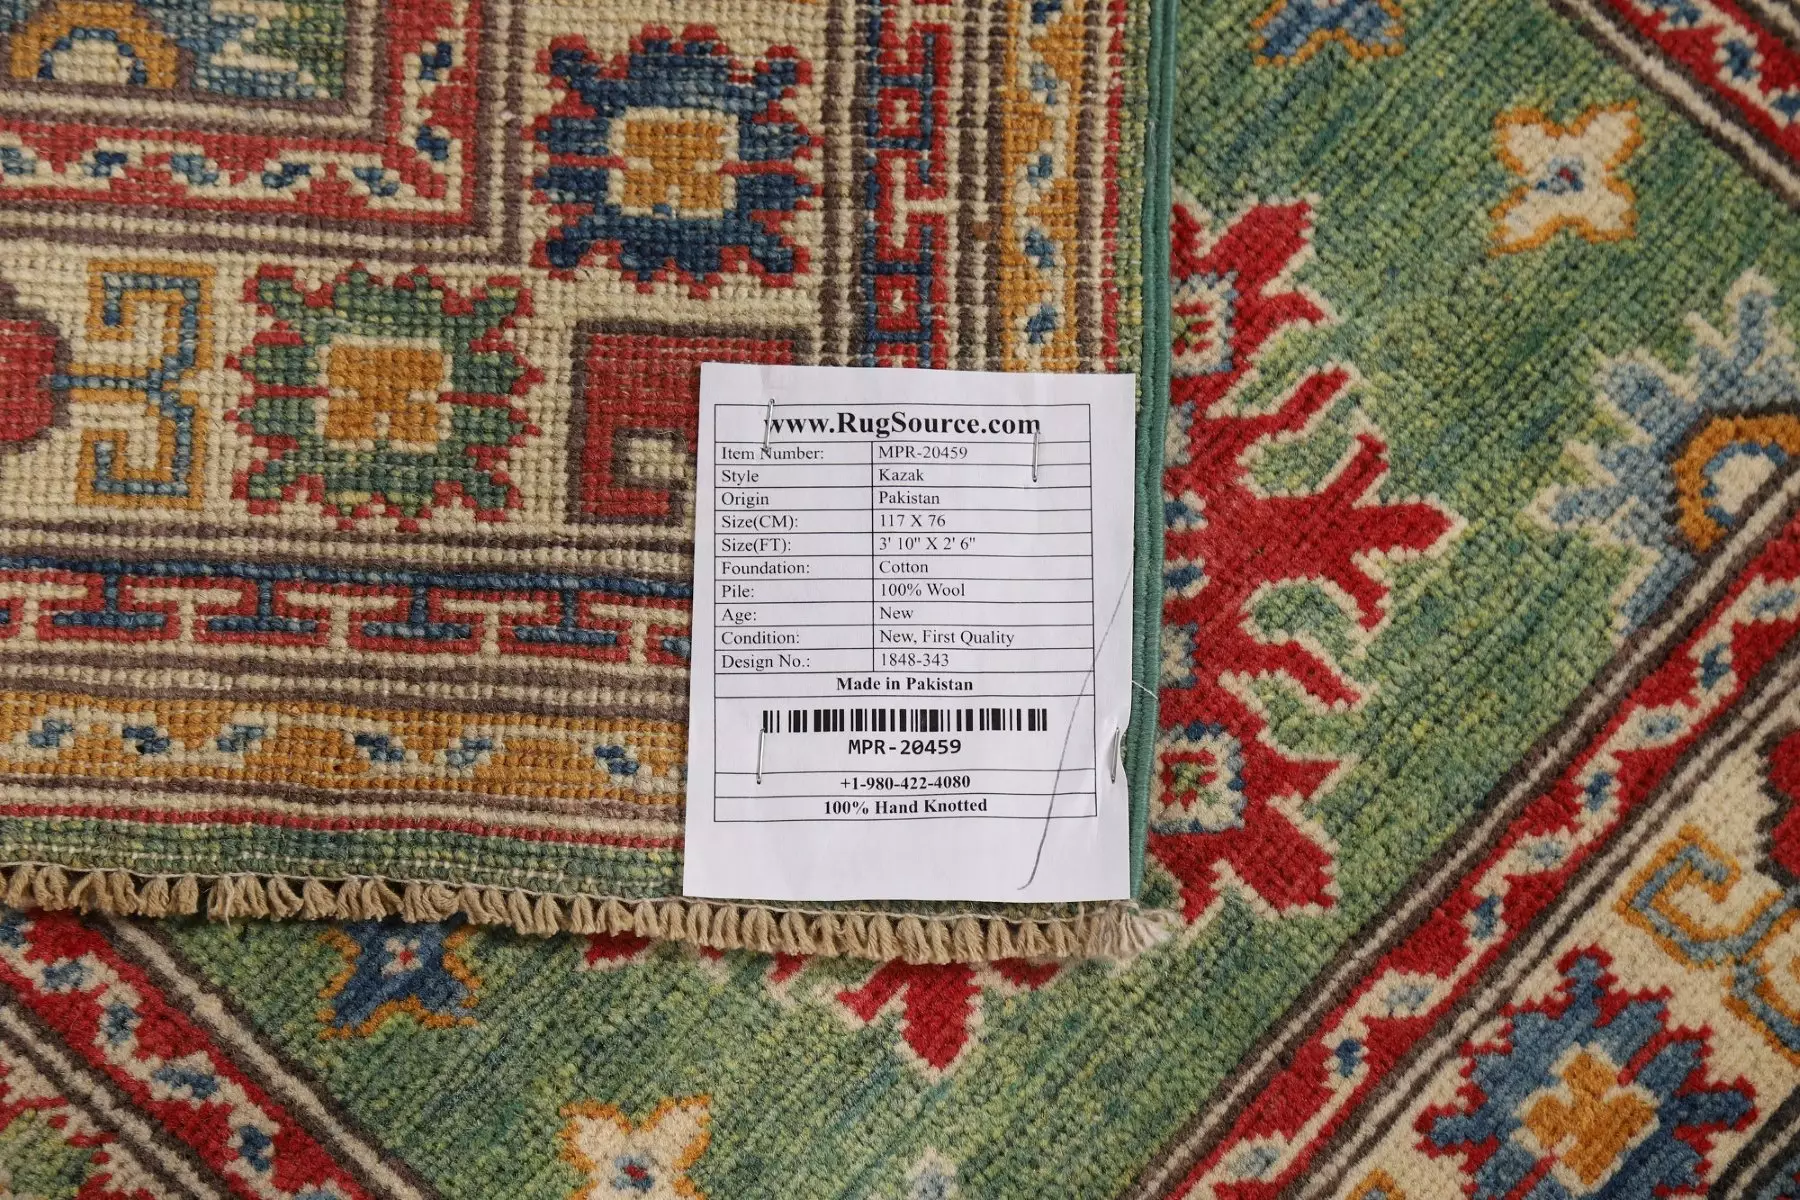 www.RugSource.com
Item Number: MPR-20459
Style Kazak
Origin Pakistan
Size(CM): 117 X 76
Size(FT): 3' 10" X 2' 6"
Foundation: Cotton
Pile: 100% Wool
Age: New
Condition: New, First Quality
Design No.: 1848-343
Made in Pakistan
MPR-20459
+1-980-422-4080
100% Hand Knotted